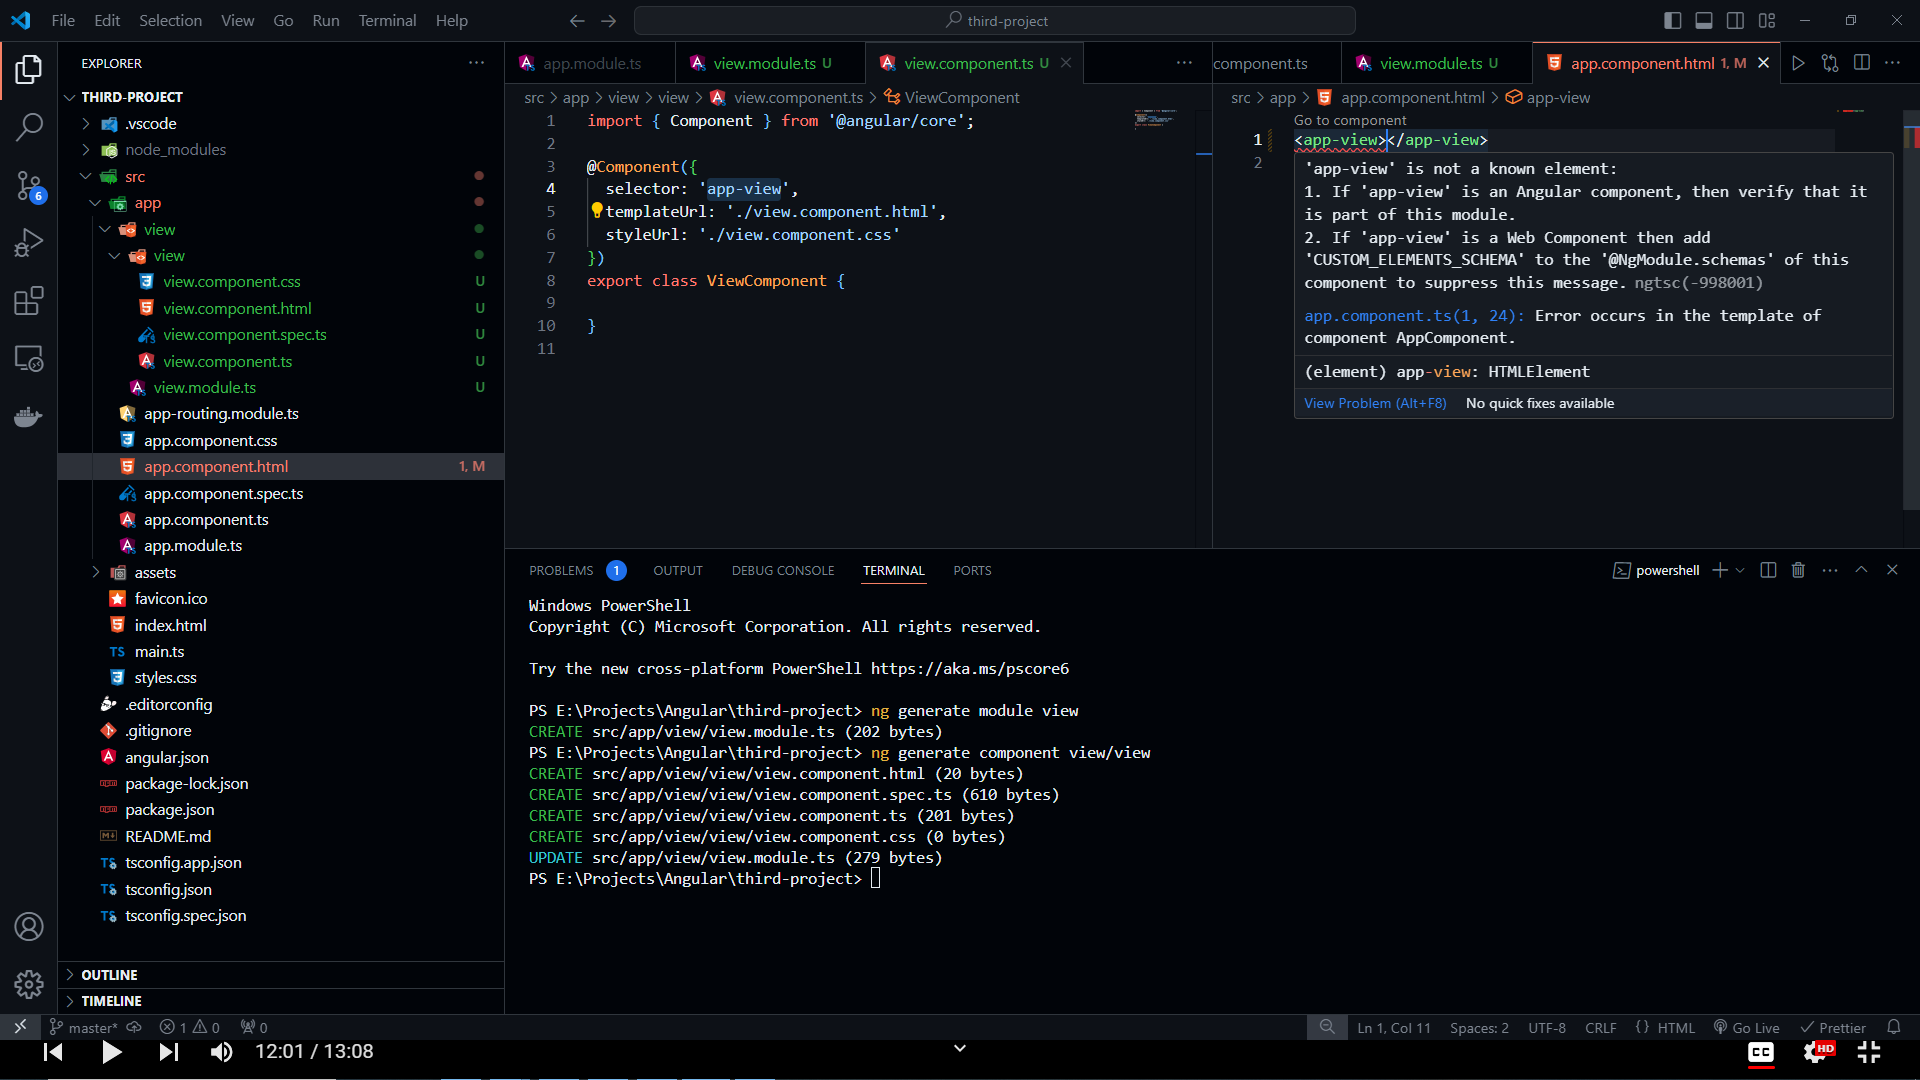 File Edit Selection View Go Run Terminal Help
third-project
EXPLORER
THIRD-PROJECT
.vscode
node_modules
src
app
view
view
view.component.css U
view.component.html U
view.component.spec.ts U
view.component.ts U
view.module.ts U
app-routing.module.ts
app.component.css
app.component.html 1, M
app.component.spec.ts
app.component.ts
app.module.ts
assets
favicon.ico
index.html
TS main.ts
styles.css
.editorconfig
.gitignore
angular.json
package-lock.json
package.json
README.md
tsconfig.app.json
tsconfig.json
tsconfig.spec.json
OUTLINE
TIMELINE
6
app.module.ts
view.module.ts U
view.component.ts U
src > app > view > view > view.component.ts > ViewComponent
1 import { Component } from '@angular/core';
2
3 @Component({
4 selector: 'app-view',
5 templateUrl: './view.component.html',
6 styleUrl: './view.component.css'
7 })
8 export class ViewComponent {
9
10 }
11
component.ts
view.module.ts U
app.component.html 1, M
src > app > app.component.html > app-view
Go to component
1 <app-view></app-view>
2
'app-view' is not a known element:
1. If 'app-view' is an Angular component, then verify that it
is part of this module.
2. If 'app-view' is a Web Component then add
'CUSTOM_ELEMENTS_SCHEMA' to the '@NgModule.schemas' of this
component to suppress this message. ngtsc(-998001)
app.component.ts(1, 24): Error occurs in the template of
component AppComponent.
(element) app-view: HTMLElement
View Problem (Alt+F8) No quick fixes available
PROBLEMS 1 OUTPUT DEBUG CONSOLE TERMINAL PORTS
powershell
Windows PowerShell
Copyright (C) Microsoft Corporation. All rights reserved.
Try the new cross-platform PowerShell https://aka.ms/pscore6
PS E:\Projects\Angular\third-project> ng generate module view
CREATE src/app/view/view.module.ts (202 bytes)
PS E:\Projects\Angular\third-project> ng generate component view/view
CREATE src/app/view/view/view.component.html (20 bytes)
CREATE src/app/view/view/view.component.spec.ts (610 bytes)
CREATE src/app/view/view/view.component.ts (201 bytes)
CREATE src/app/view/view/view.component.css (0 bytes)
UPDATE src/app/view/view.module.ts (279 bytes)
PS E:\Projects\Angular\third-project>
master* 1 0 0
Ln 1, Col 11 Spaces: 2 UTF-8 CRLF {} HTML Go Live Prettier
12:01 / 13:08
CC HD